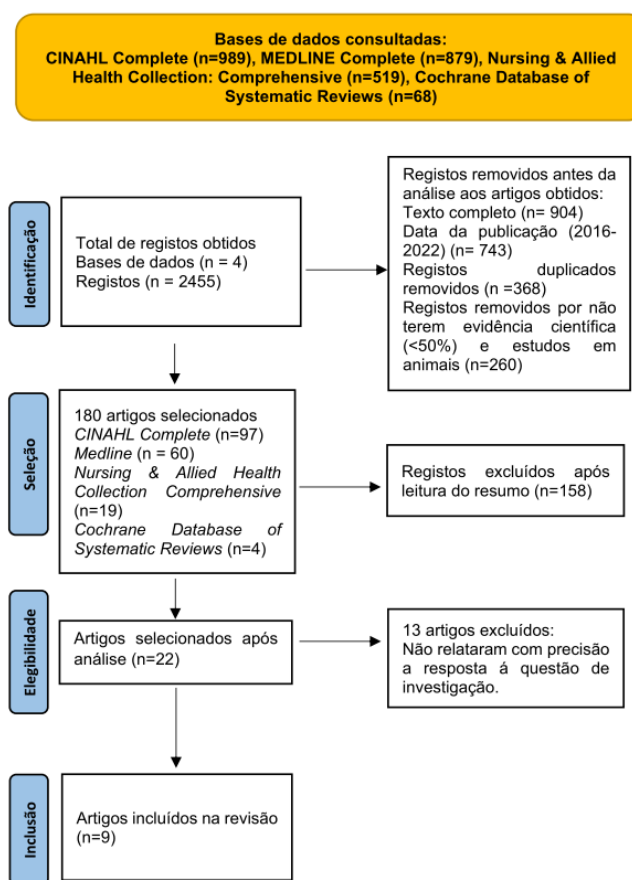 Bases de dados consultadas:
CINAHL Complete (n=989), MEDLINE Complete (n=879), Nursing & Allied
Health Collection: Comprehensive (n=519), Cochrane Database of
Systematic Reviews (n=68)
Identificação
Total de registos obtidos
Bases de dados (n = 4)
Registos (n = 2455)
Registos removidos antes da
análise aos artigos obtidos:
Texto completo (n= 904)
Data da publicação (2016-
2022) (n= 743)
Registos duplicados
removidos (n =368)
Registos removidos por não
terem evidência científica
(<50%) e estudos em
animais (n=260)
Seleção
180 artigos selecionados
CINAHL Complete (n=97)
Medline (n = 60)
Nursing & Allied Health
Collection Comprehensive
(n=19)
Cochrane Database of
Systematic Reviews (n=4)
Registos excluídos após
leitura do resumo (n=158)
Elegibilidade
Artigos selecionados após
análise (n=22)
13 artigos excluídos:
Não relataram com precisão
a resposta á questão de
investigação.
Inclusão
Artigos incluídos na revisão
(n=9)